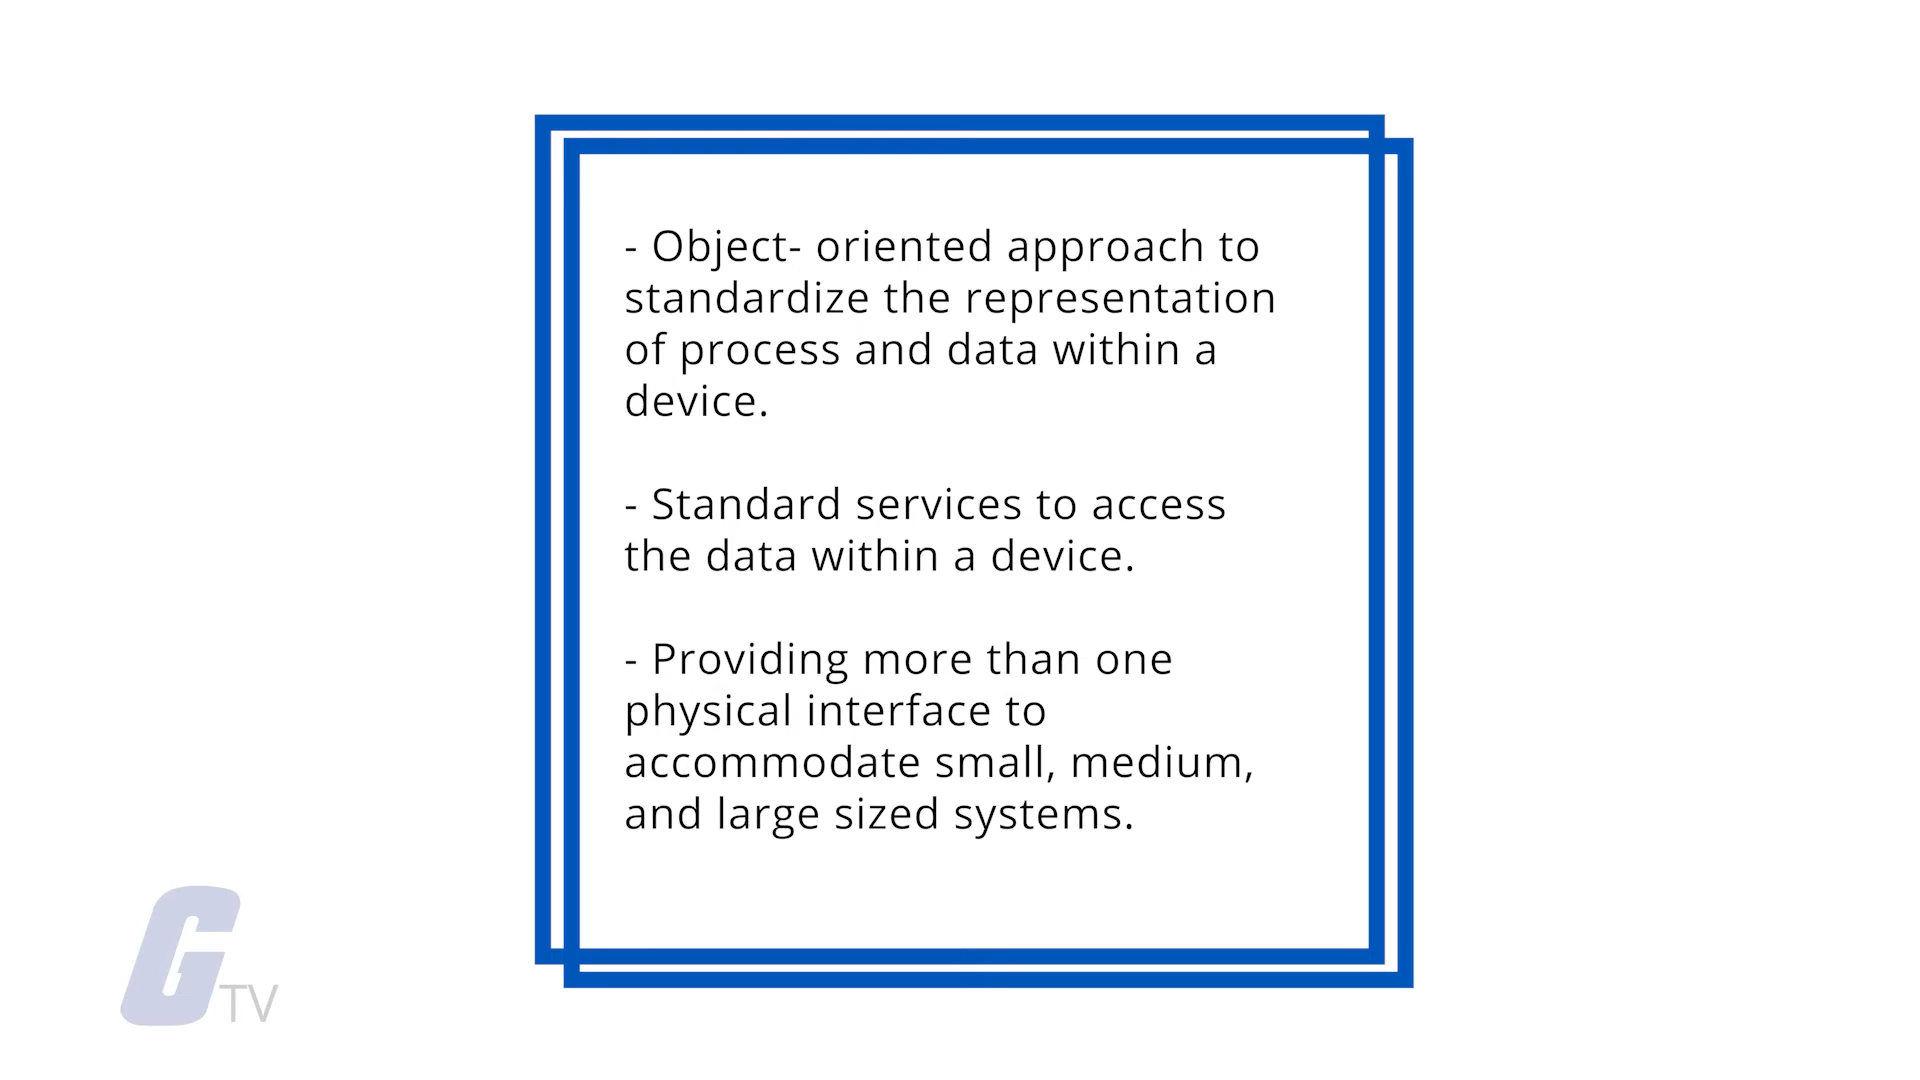 - Object- oriented approach to
standardize the representation
of process and data within a
device.
- Standard services to access
the data within a device.
- Providing more than one
physical interface to
accommodate small, medium,
and large sized systems.
G TV